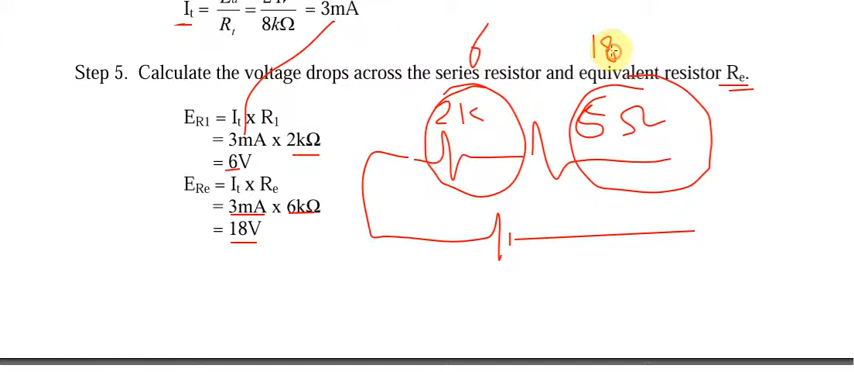 It = Ea/Rt = 24V/8kΩ = 3mA
6 18
Step 5. Calculate the voltage drops across the series resistor and equivalent resistor Re.
2K 5Ω
ER1 = It x R1
= 3mA x 2kΩ
= 6V
ERe = It x Re
= 3mA x 6kΩ
= 18V